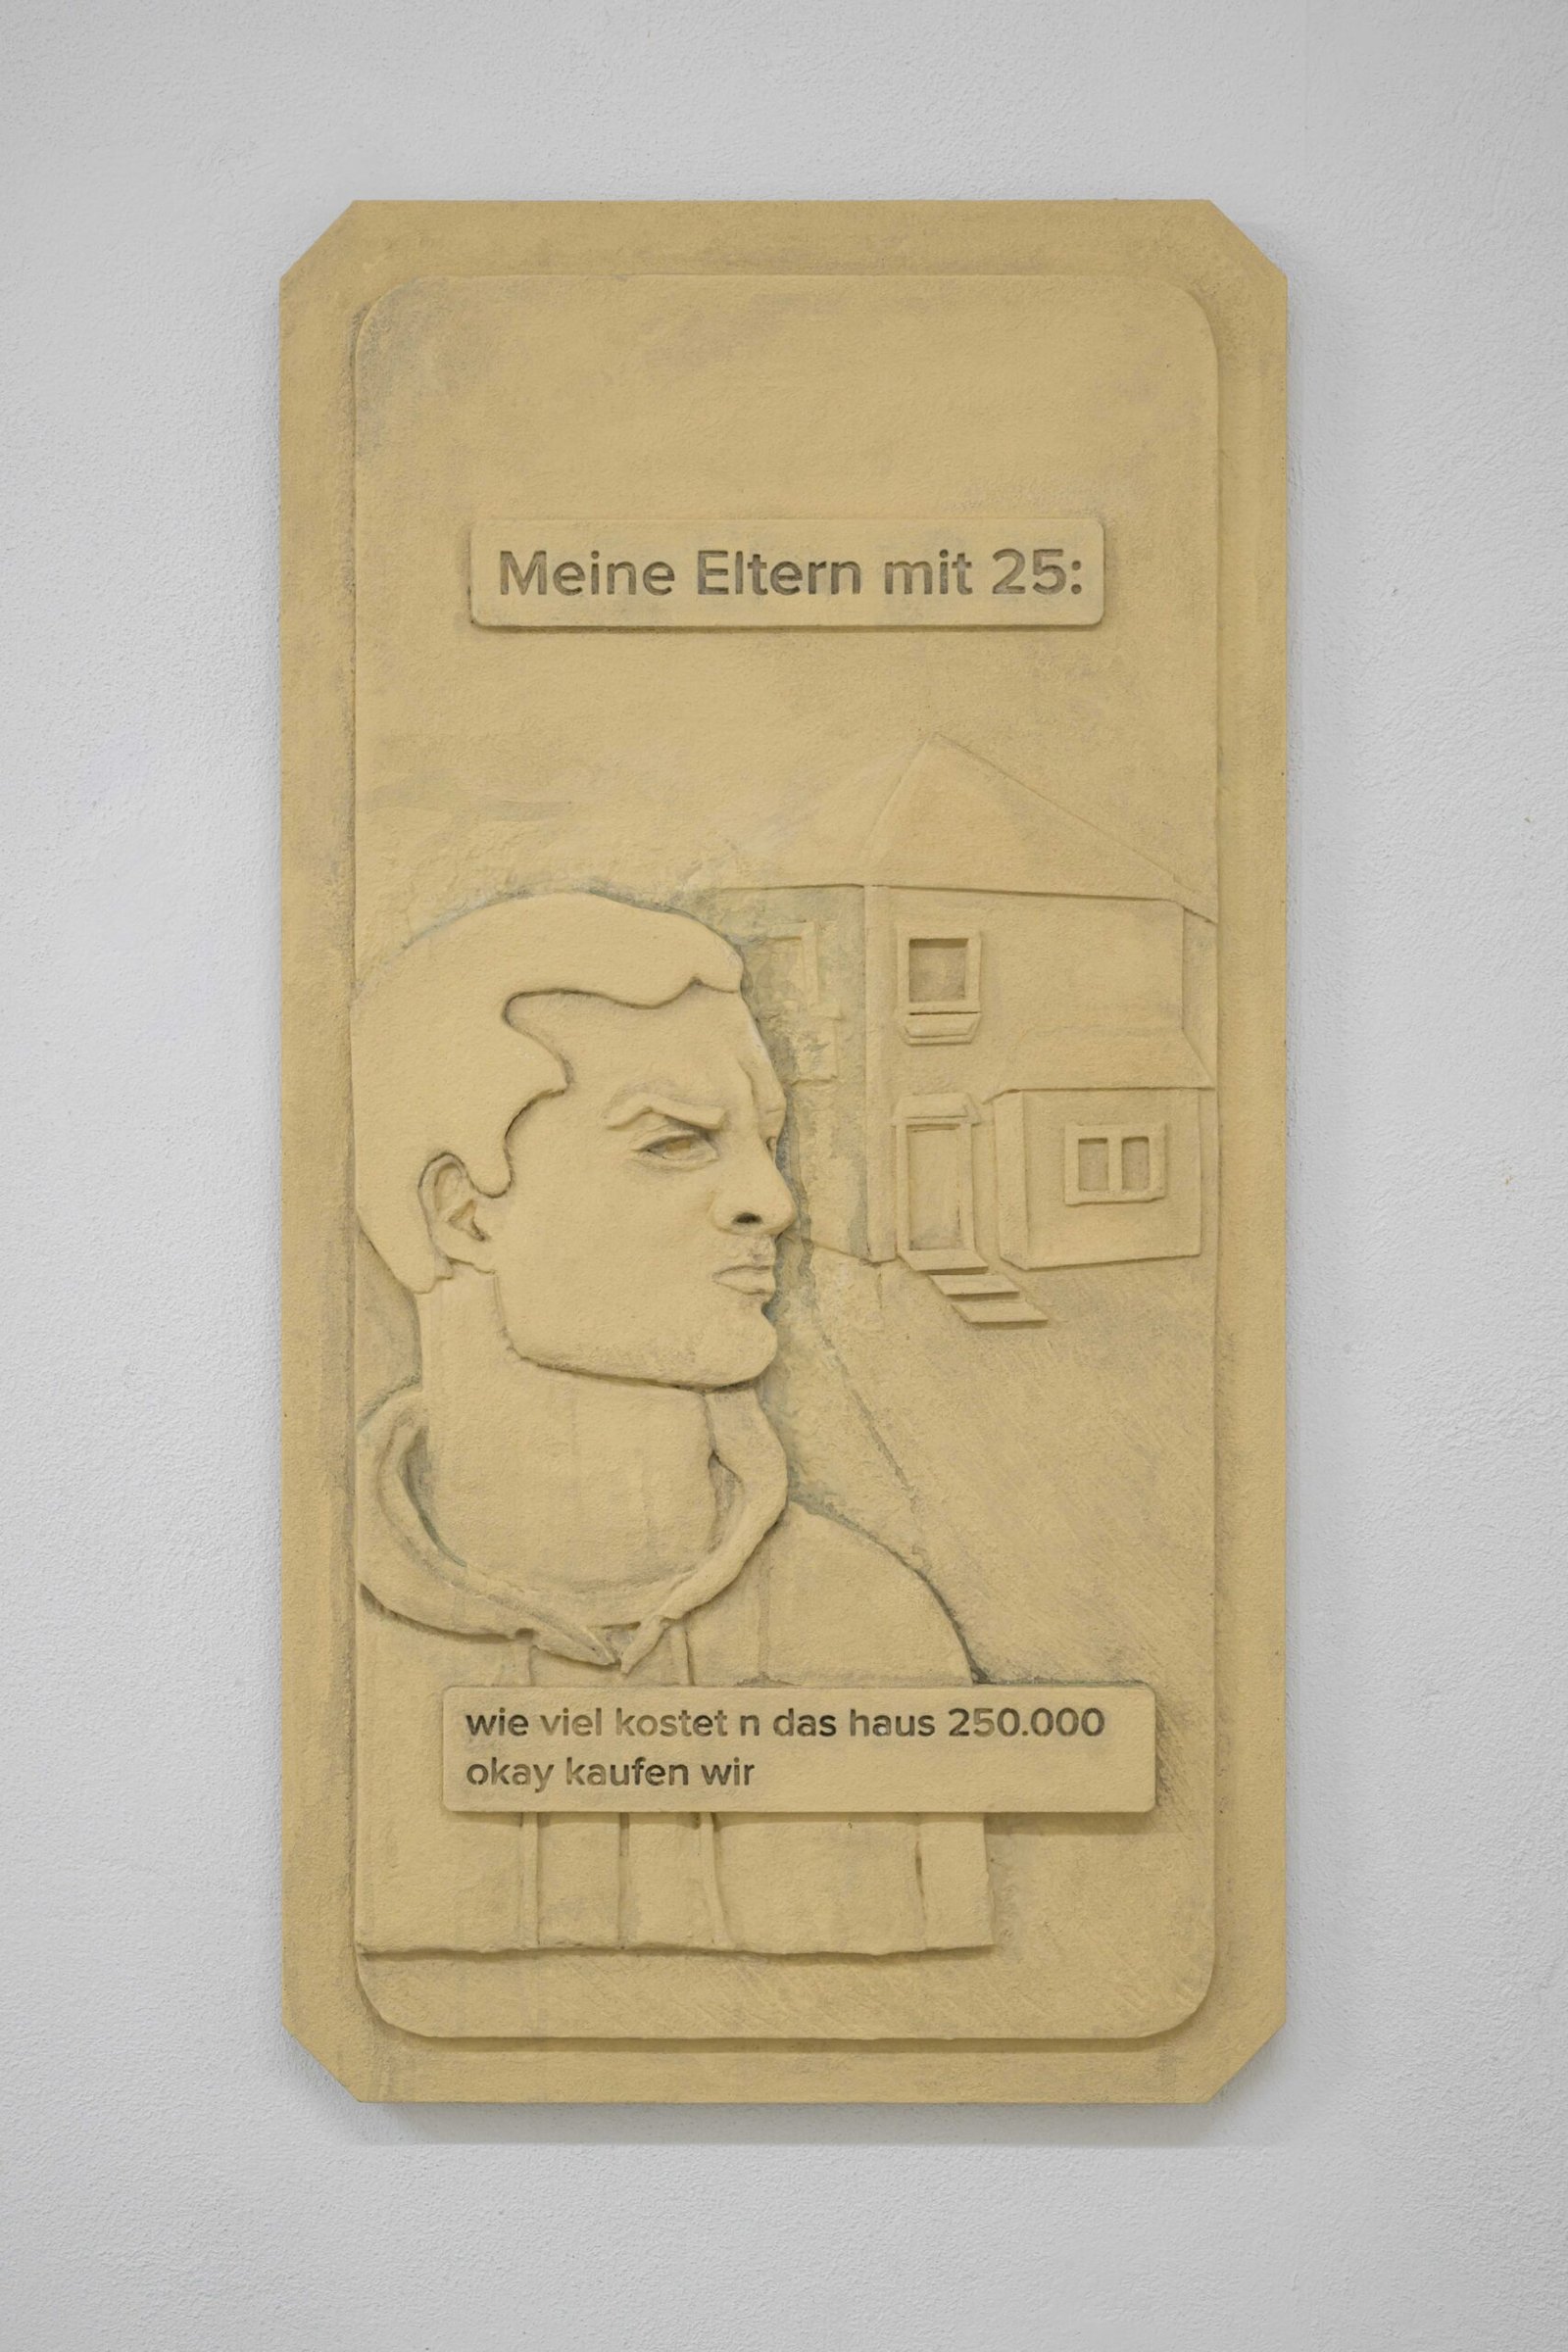 Meine Eltern mit 25:
wie viel kostet n das haus 250.000
okay kaufen wir